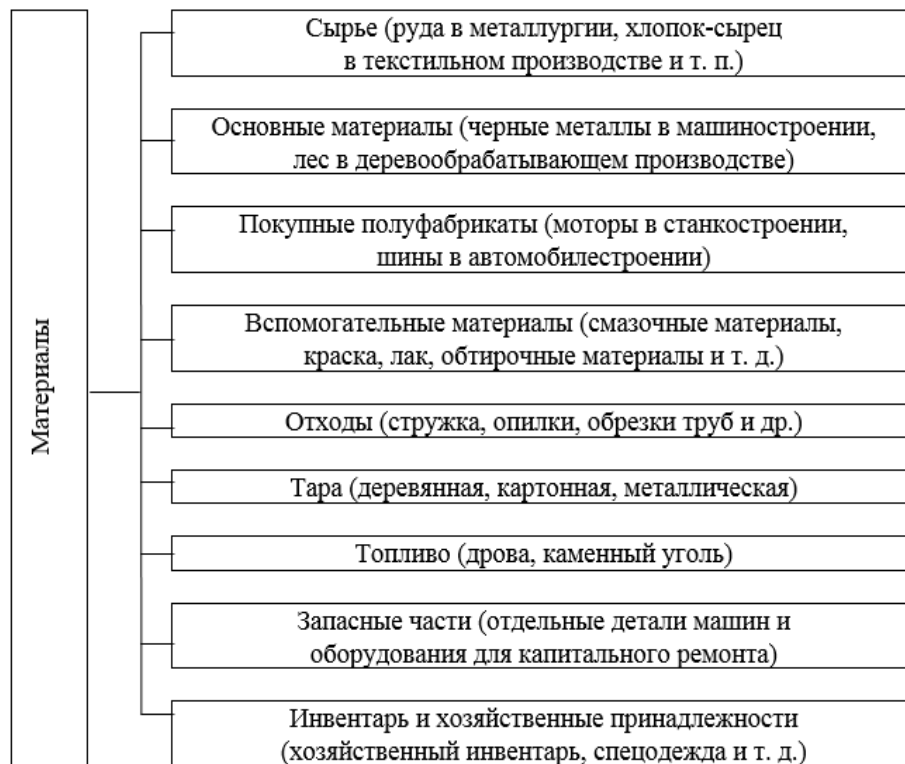 Материалы
Сырье (руда в металлургии, хлопок-сырец
в текстильном производстве и т. п.)
Основные материалы (черные металлы в машиностроении,
лес в деревообрабатывающем производстве)
Покупные полуфабрикаты (моторы в станкостроении,
шины в автомобилестроении)
Вспомогательные материалы (смазочные материалы,
краска, лак, обтирочные материалы и т. д.)
Отходы (стружка, опилки, обрезки труб и др.)
Тара (деревянная, картонная, металлическая)
Топливо (дрова, каменный уголь)
Запасные части (отдельные детали машин и
оборудования для капитального ремонта)
Инвентарь и хозяйственные принадлежности
(хозяйственный инвентарь, спецодежда и т. д.)